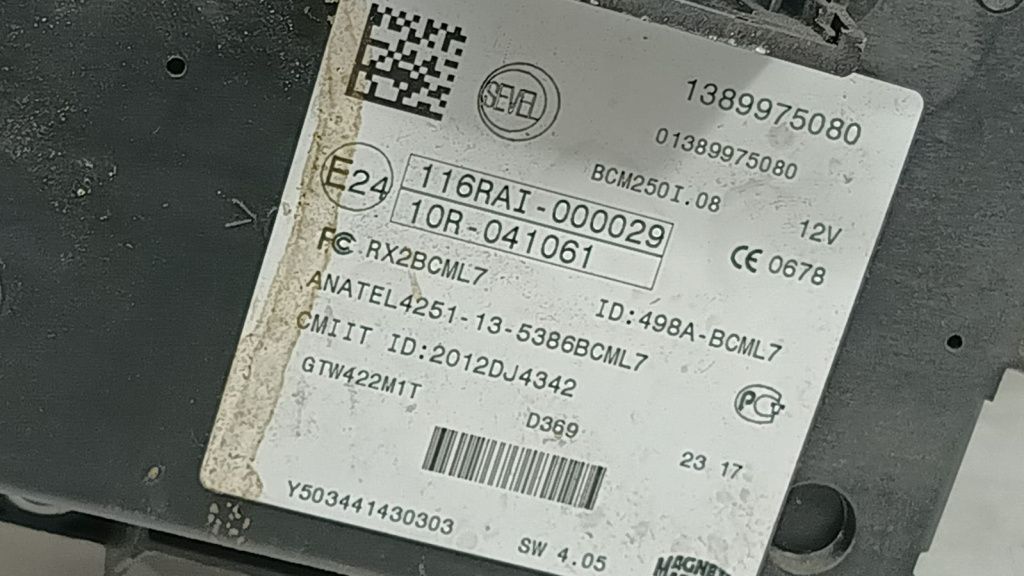 SEVEL
1389975080
01389975080
BCM250I.08
12V
E24
116RAI-000029
10R-041061
CE 0678
FC RX2BCML7
ID:498A-BCML7
ANATEL4251-13-5386BCML7
CMIIT ID:2012DJ4342
GTW422M1T
D369
23 17
Y503441430303
SW 4.05